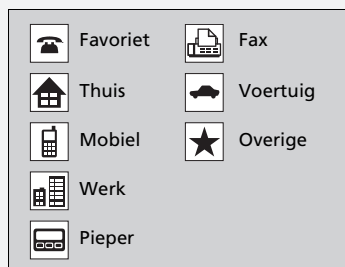 Favoriet
Thuis
Mobiel
Werk
Pieper
Fax
Voertuig
Overige